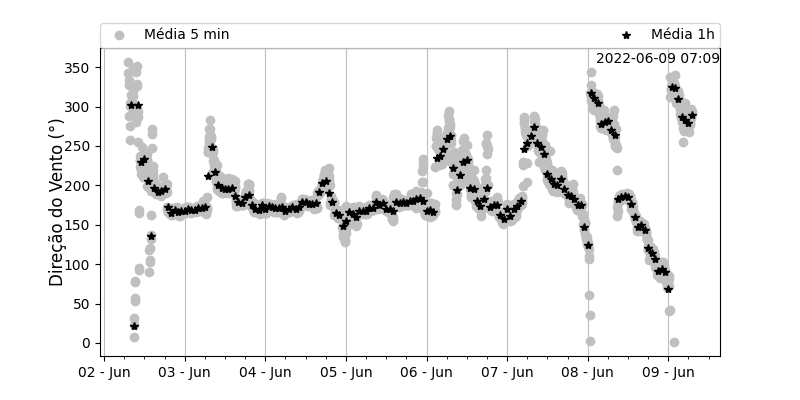 Média 5 min
Média 1h
2022-06-09 07:09
Direção do Vento (°)
350
300
250
200
150
100
50
0
02 - Jun
03 - Jun
04 - Jun
05 - Jun
06 - Jun
07 - Jun
08 - Jun
09 - Jun